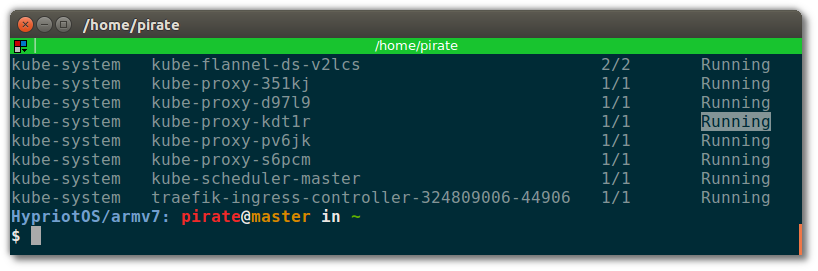 /home/pirate
/home/pirate
kube-system kube-flannel-ds-v2lcs 2/2 Running
kube-system kube-proxy-351kj 1/1 Running
kube-system kube-proxy-d97l9 1/1 Running
kube-system kube-proxy-kdt1r 1/1 Running
kube-system kube-proxy-pv6jk 1/1 Running
kube-system kube-proxy-s6pcm 1/1 Running
kube-system kube-scheduler-master 1/1 Running
kube-system traefik-ingress-controller-324809006-44906 1/1 Running
HypriotOS/armv7: pirate@master in ~
$